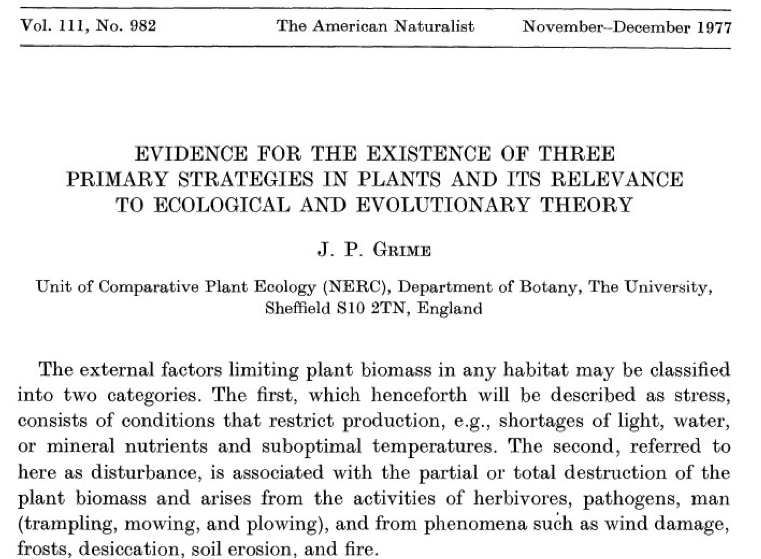 Vol. 111, No. 982 The American Naturalist November–December 1977
EVIDENCE FOR THE EXISTENCE OF THREE
PRIMARY STRATEGIES IN PLANTS AND ITS RELEVANCE
TO ECOLOGICAL AND EVOLUTIONARY THEORY
J. P. GRIME
Unit of Comparative Plant Ecology (NERC), Department of Botany, The University,
Sheffield S10 2TN, England
The external factors limiting plant biomass in any habitat may be classified
into two categories. The first, which henceforth will be described as stress,
consists of conditions that restrict production, e.g., shortages of light, water,
or mineral nutrients and suboptimal temperatures. The second, referred to
here as disturbance, is associated with the partial or total destruction of the
plant biomass and arises from the activities of herbivores, pathogens, man
(trampling, mowing, and plowing), and from phenomena such as wind damage,
frosts, desiccation, soil erosion, and fire.